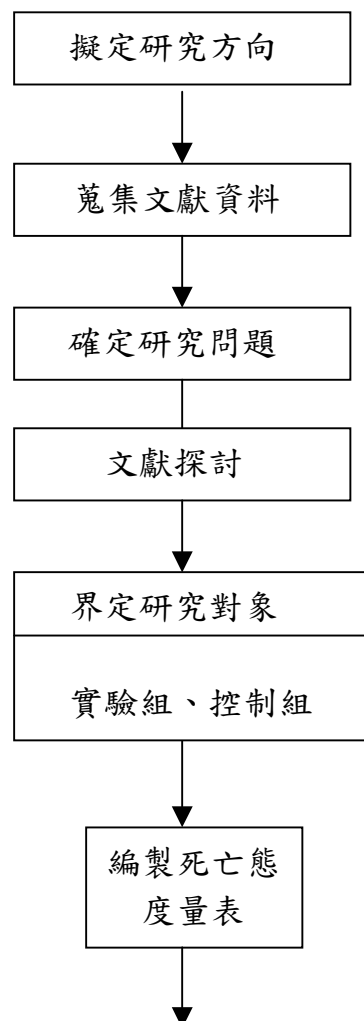 擬定研究方向
蒐集文獻資料
確定研究問題
文獻探討
界定研究對象
實驗組、控制組
編製死亡態
度量表